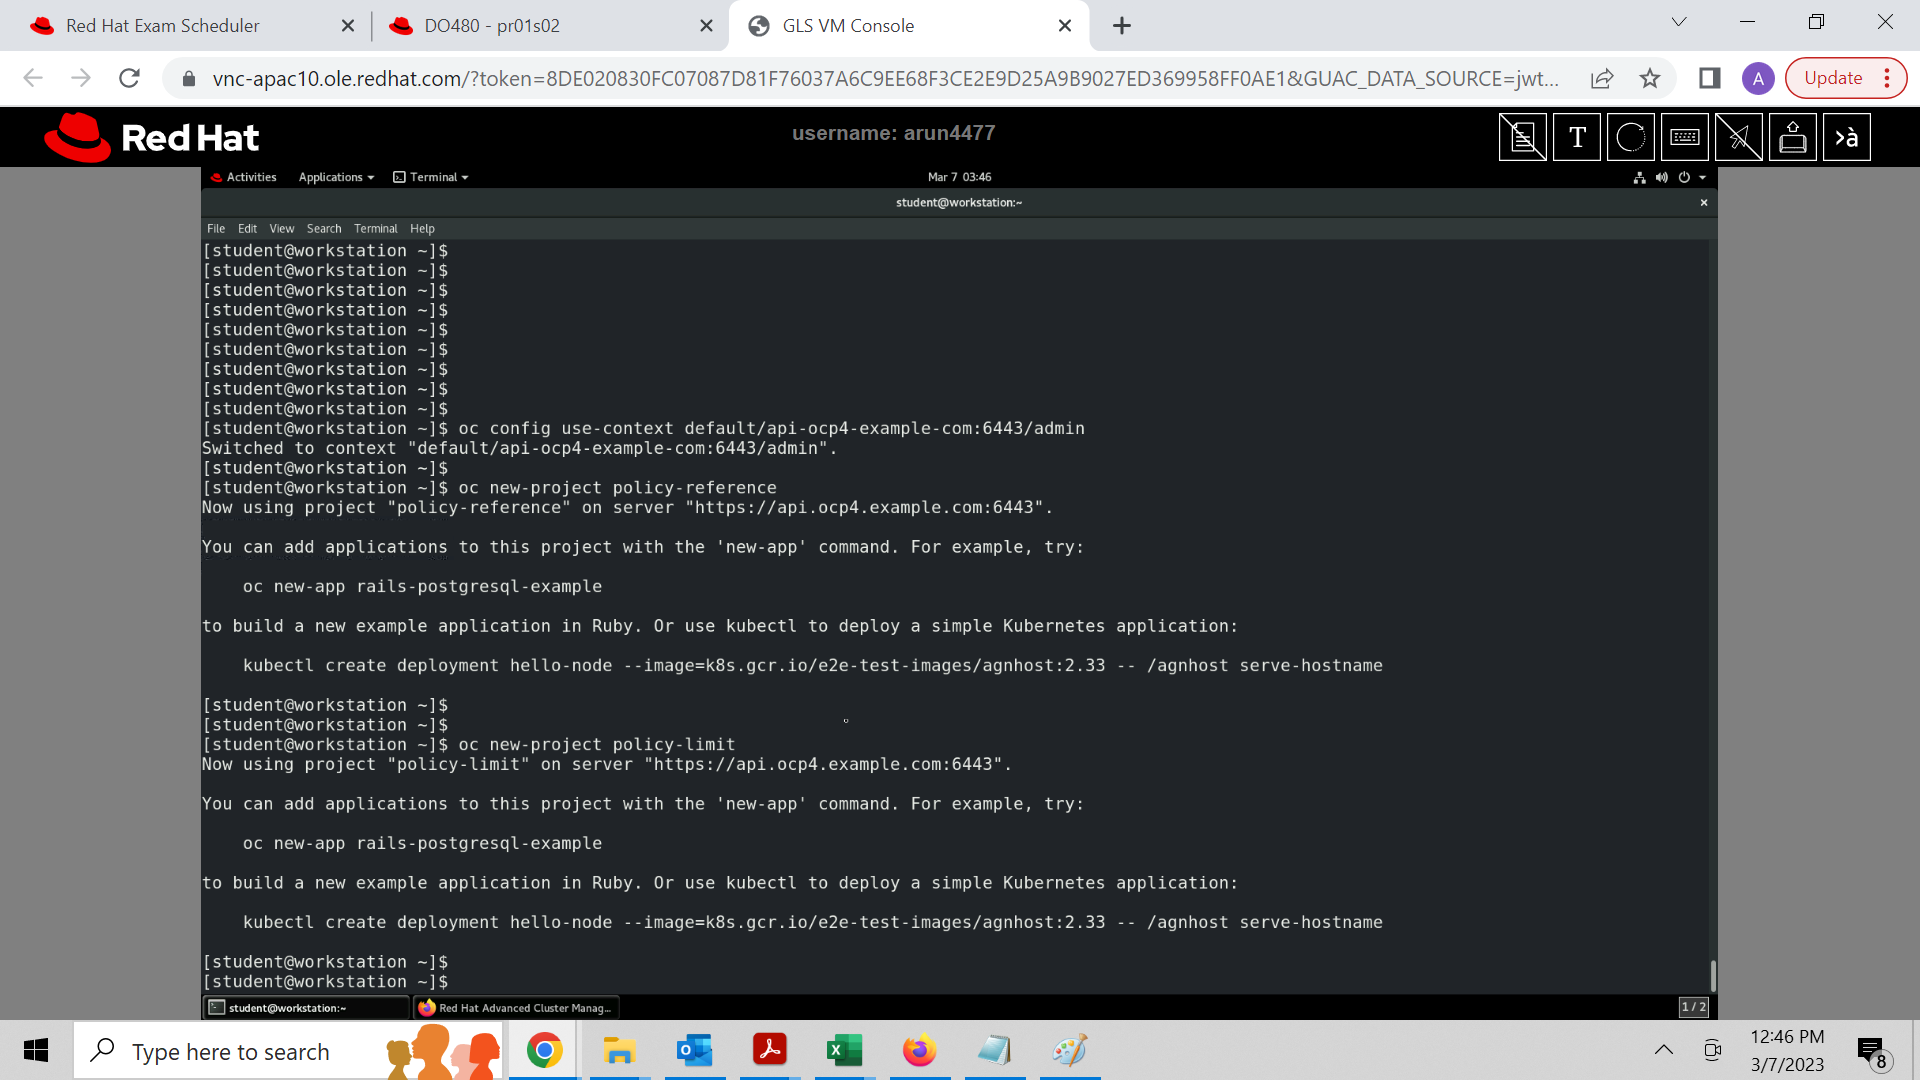 Red Hat Exam Scheduler
DO480 - pr01s02
GLS VM Console
vnc-apac10.ole.redhat.com/?token=8DE020830FC07087D81F76037A6C9EE68F3CE2E9D25A9B9027ED369958FF0AE1&GUAC_DATA_SOURCE=jwt...
A
Update
Red Hat
username: arun4477
T
>à
Activities Applications Terminal
Mar 7 03:46
student@workstation:~
File Edit View Search Terminal Help
[student@workstation ~]$
[student@workstation ~]$
[student@workstation ~]$
[student@workstation ~]$
[student@workstation ~]$
[student@workstation ~]$
[student@workstation ~]$
[student@workstation ~]$
[student@workstation ~]$
[student@workstation ~]$ oc config use-context default/api-ocp4-example-com:6443/admin
Switched to context "default/api-ocp4-example-com:6443/admin".
[student@workstation ~]$
[student@workstation ~]$ oc new-project policy-reference
Now using project "policy-reference" on server "https://api.ocp4.example.com:6443".
You can add applications to this project with the 'new-app' command. For example, try:
oc new-app rails-postgresql-example
to build a new example application in Ruby. Or use kubectl to deploy a simple Kubernetes application:
kubectl create deployment hello-node --image=k8s.gcr.io/e2e-test-images/agnhost:2.33 -- /agnhost serve-hostname
[student@workstation ~]$
[student@workstation ~]$
[student@workstation ~]$ oc new-project policy-limit
Now using project "policy-limit" on server "https://api.ocp4.example.com:6443".
You can add applications to this project with the 'new-app' command. For example, try:
oc new-app rails-postgresql-example
to build a new example application in Ruby. Or use kubectl to deploy a simple Kubernetes application:
kubectl create deployment hello-node --image=k8s.gcr.io/e2e-test-images/agnhost:2.33 -- /agnhost serve-hostname
[student@workstation ~]$
[student@workstation ~]$
student@workstation:~
Red Hat Advanced Cluster Manag...
1 / 2
Type here to search
12:46 PM
3/7/2023
8